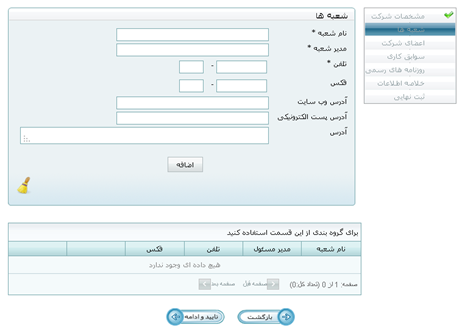 شعبه ها
نام شعبه *
مدیر شعبه *
تلفن *
-
فکس
-
آدرس وب سایت
آدرس پست الکترونیکی
آدرس
اضافه
مشخصات شرکت
شعبه ها
اعضای شرکت
سوابق کاری
روزنامه های رسمی
خلاصه اطلاعات
ثبت نهایی
برای گروه بندی از این قسمت استفاده کنید
نام شعبه مدیر مسئول تلفن فکس
هیچ داده ای وجود ندارد
صفحه 1 از 0 (تعداد کل:0) صفحه قبل صفحه بعد
بازگشت
تایید و ادامه